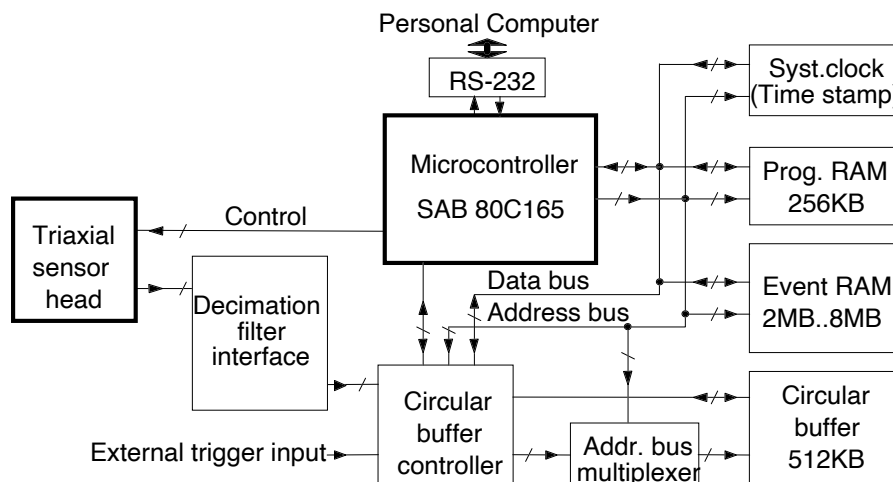 Personal Computer
RS-232
Syst.clock
(Time stamp)
Microcontroller
SAB 80C165
Prog. RAM
256KB
Control
Triaxial
sensor
head
Decimation
filter
interface
Data bus
Address bus
Event RAM
2MB..8MB
Circular
buffer
controller
External trigger input
Addr. bus
multiplexer
Circular
buffer
512KB